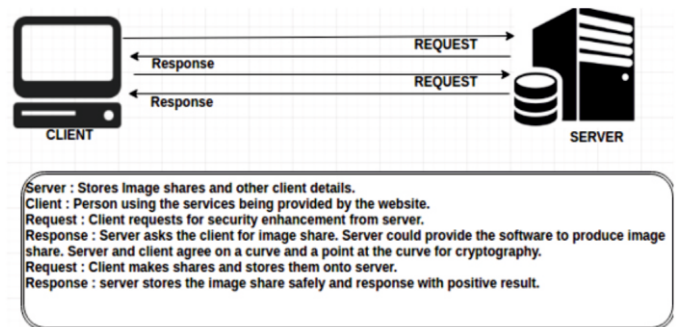 REQUEST
Response
REQUEST
Response
CLIENT
SERVER
Server : Stores Image shares and other client details.
Client : Person using the services being provided by the website.
Request : Client requests for security enhancement from server.
Response : Server asks the client for image share. Server could provide the software to produce image
share. Server and client agree on a curve and a point at the curve for cryptography.
Request : Client makes shares and stores them onto server.
Response : server stores the image share safely and response with positive result.